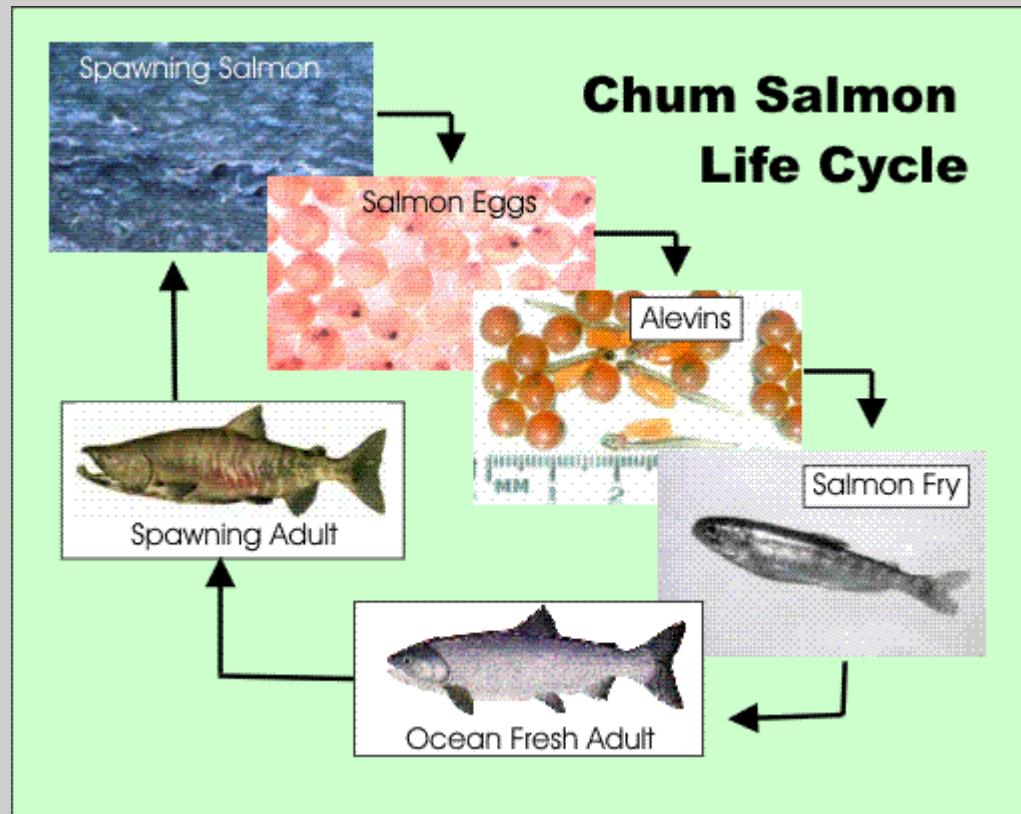 Chum Salmon
Life Cycle
Spawning Salmon
Salmon Eggs
Alevins
MM 1 2
Salmon Fry
Spawning Adult
Ocean Fresh Adult